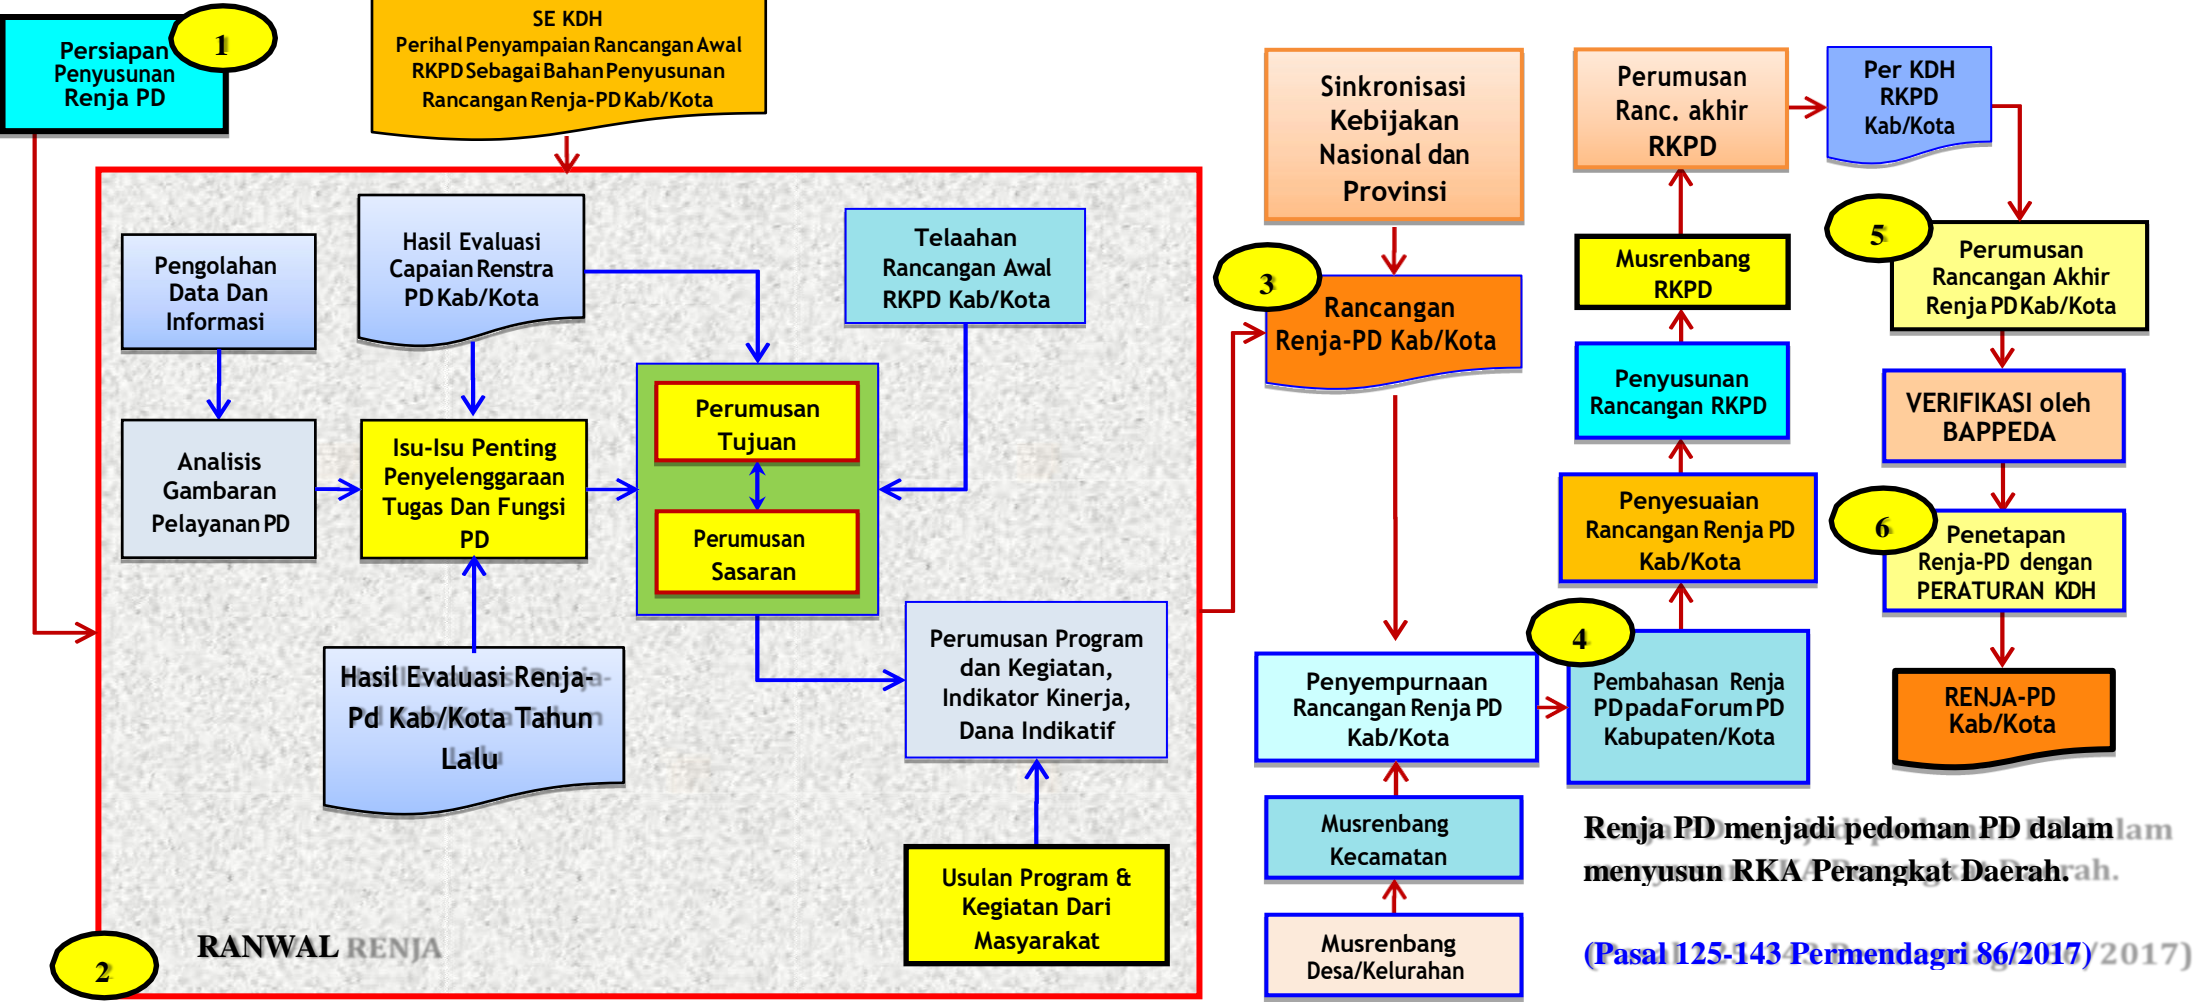 1
Persiapan
Penyusunan
Renja PD
SE KDH
Perihal Penyampaian Rancangan Awal
RKPD Sebagai Bahan Penyusunan
Rancangan Renja-PD Kab/Kota
Pengolahan
Data Dan
Informasi
Hasil Evaluasi
Capaian Renstra
PD Kab/Kota
Telaahan
Rancangan Awal
RKPD Kab/Kota
Analisis
Gambaran
Pelayanan PD
Isu-Isu Penting
Penyelenggaraan
Tugas Dan Fungsi
PD
Perumusan
Tujuan
Perumusan
Sasaran
Hasil Evaluasi Renja-
Pd Kab/Kota Tahun
Lalu
Perumusan Program
dan Kegiatan,
Indikator Kinerja,
Dana Indikatif
Usulan Program &
Kegiatan Dari
Masyarakat
2
RANWAL RENJA
Sinkronisasi
Kebijakan
Nasional dan
Provinsi
3
Rancangan
Renja-PD Kab/Kota
Penyempurnaan
Rancangan Renja PD
Kab/Kota
Musrenbang
Kecamatan
Musrenbang
Desa/Kelurahan
4
Pembahasan Renja
PD pada Forum PD
Kabupaten/Kota
Penyesuaian
Rancangan Renja PD
Kab/Kota
Penyusunan
Rancangan RKPD
Musrenbang
RKPD
Perumusan
Ranc. akhir
RKPD
Per KDH
RKPD
Kab/Kota
5
Perumusan
Rancangan Akhir
Renja PD Kab/Kota
VERIFIKASI oleh
BAPPEDA
6
Penetapan
Renja-PD dengan
PERATURAN KDH
RENJA-PD
Kab/Kota
Renja PD menjadi pedoman PD dalam
menyusun RKA Perangkat Daerah.
(Pasal 125-143 Permendagri 86/2017)